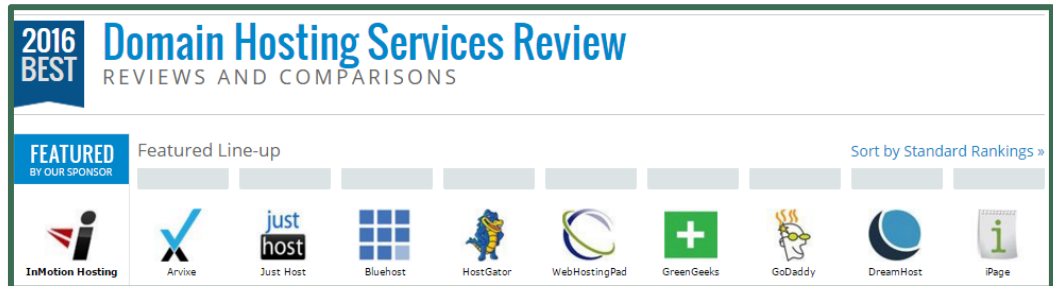 2016
BEST
Domain Hosting Services Review
REVIEWS AND COMPARISONS
FEATURED
BY OUR SPONSOR
Featured Line-up
Sort by Standard Rankings »
just
host
i
InMotion Hosting
Arvixe
Just Host
Bluehost
HostGator
WebHostingPad
GreenGeeks
GoDaddy
DreamHost
iPage